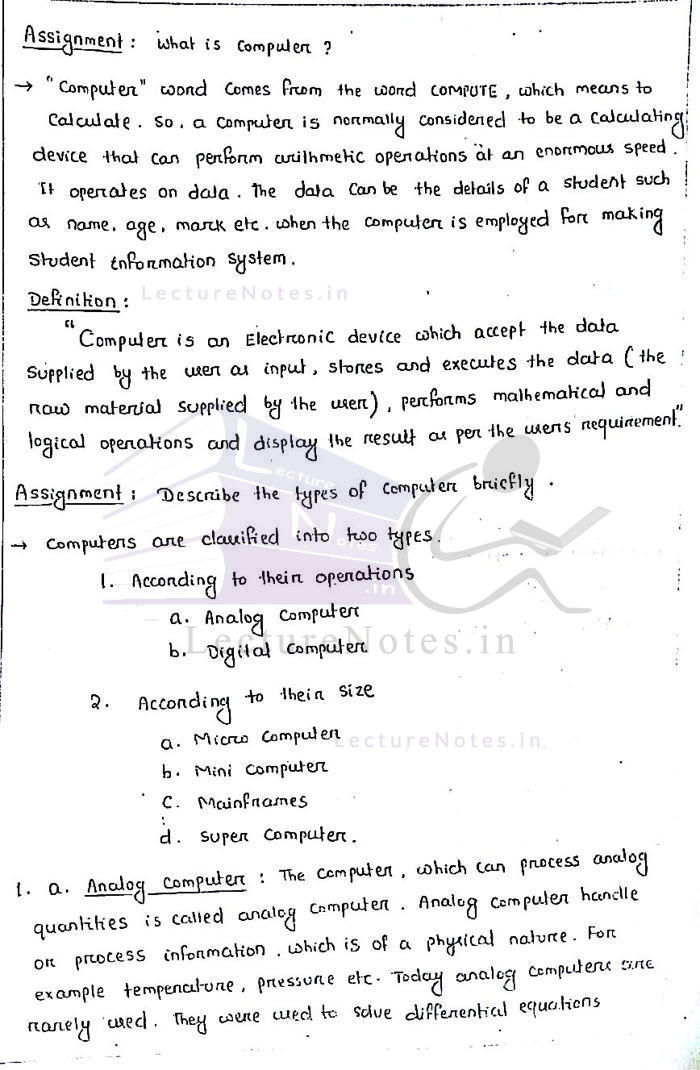 Assignment : What is Computer ?
→ "Computer" word comes from the word COMPUTE, which means to
Calculate. So, a computer is normally considered to be a calculating
device that can perform arithmetic operations at an enormous speed.
It operates on data. The data can be the details of a student such
as name, age, mark etc. when the computer is employed for making
Student Information System.
LectureNotes.in
Definition :
"Computer is an Electronic device which accept the data
Supplied by the user as input, stores and executes the data (the
raw material supplied by the user), performs mathematical and
logical operations and display the result as per the users requirement."
Lecture
Notes
.in
Assignment : Describe the types of computer briefly.
→ Computers are classified into two types.
1. According to their operations
a. Analog Computer
b. Digital Computer
LectureNotes.in
2. According to their size
a. Micro Computer
LectureNotes.in
b. Mini Computer
c. Mainframes
d. Super Computer.
1. a. Analog Computer : The computer, which can process analog
quantities is called analog computer. Analog computer handle
or process information. which is of a physical nature. For
example temperature, pressure etc. Today analog computers are
rarely used. They were used to solve differential equations